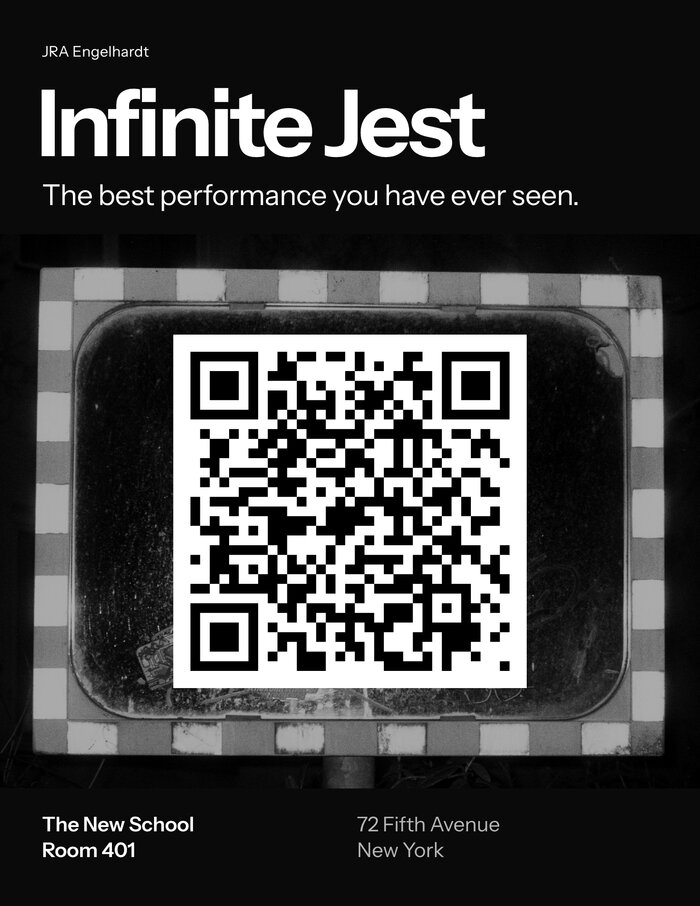 JRA Engelhardt
Infinite Jest
The best performance you have ever seen.
The New School
Room 401
72 Fifth Avenue
New York